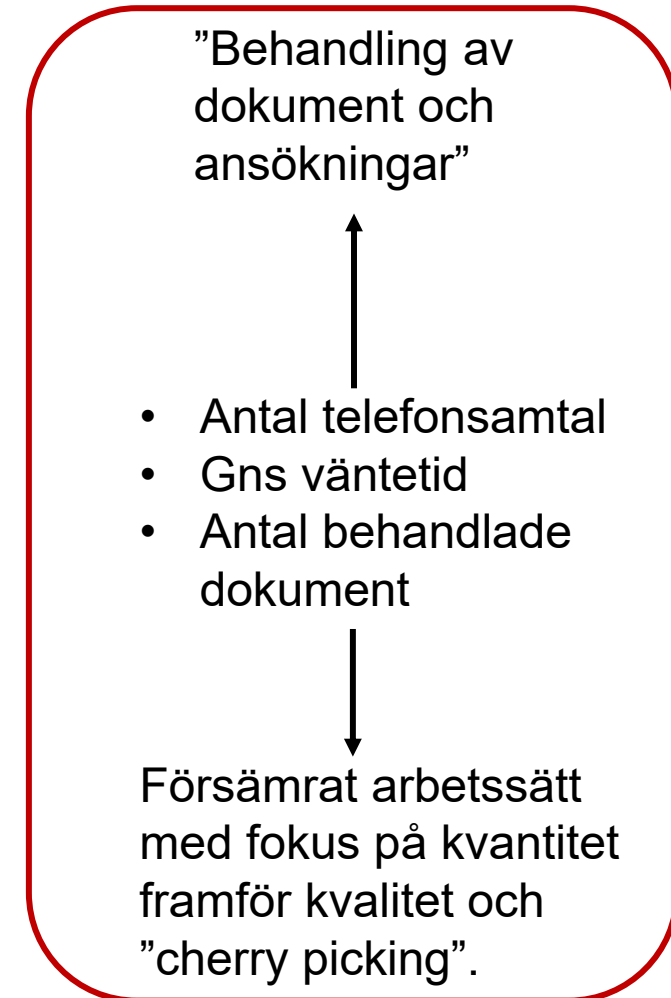 ”Behandling av
dokument och
ansökningar”
• Antal telefonsamtal
• Gns väntetid
• Antal behandlade
dokument
Försämrat arbetssätt
med fokus på kvantitet
framför kvalitet och
”cherry picking”.